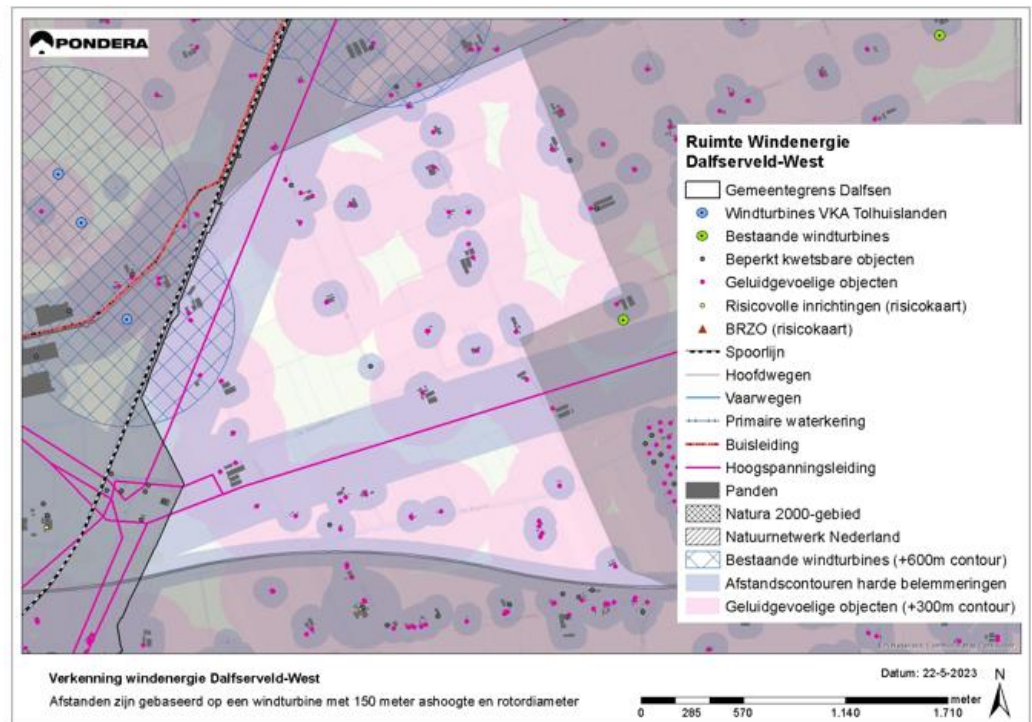 PONDERA
Ruimte Windenergie
Dalfserveld-West
Gemeentegrens Dalfsen
Windturbines VKA Tolhuislanden
Bestaande windturbines
Beperkt kwetsbare objecten
Geluidgevoelige objecten
Risicovolle inrichtingen (risicokaart)
BRZO (risicokaart)
Spoorlijn
Hoofdwegen
Vaarwegen
Primaire waterkering
Buisleiding
Hoogspanningsleiding
Panden
Natura 2000-gebied
Natuurnetwerk Nederland
Bestaande windturbines (+600m contour)
Afstandscontouren harde belemmeringen
Geluidgevoelige objecten (+300m contour)
Verkenning windenergie Dalfserveld-West
Afstanden zijn gebaseerd op een windturbine met 150 meter ashoogte en rotordiameter
Datum: 22-5-2023
N
meter
0 285 570 1.140 1.710